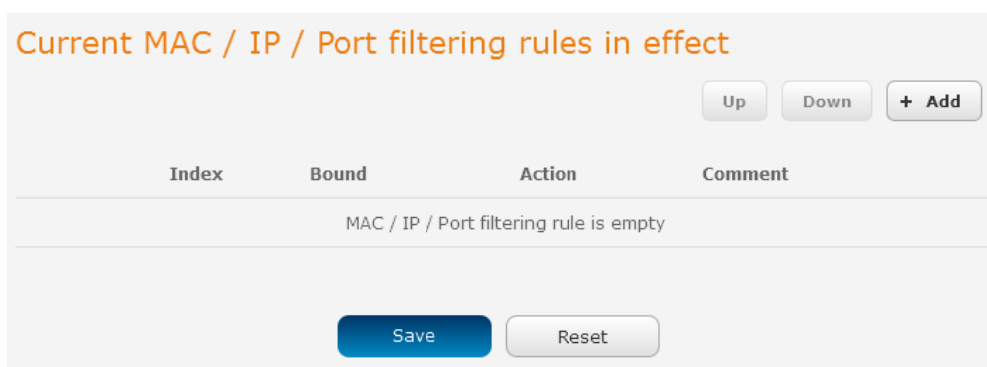 Current MAC / IP / Port filtering rules in effect
Up Down + Add
Index Bound Action Comment
MAC / IP / Port filtering rule is empty
Save Reset